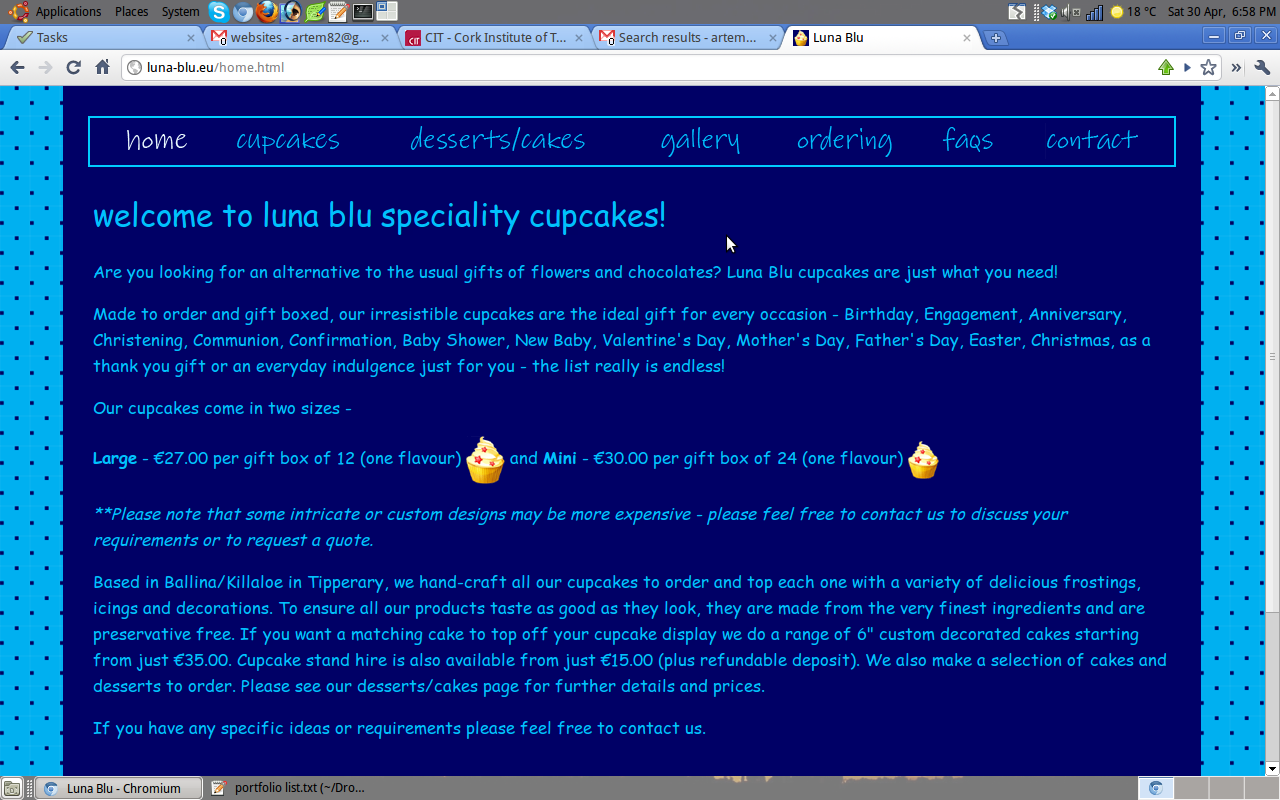 Applications Places System 18 °C Sat 30 Apr, 6:58 PM
Tasks websites - artem82@g... CIT - Cork Institute of T... Search results - artem... Luna Blu
luna-blu.eu/home.html
home cupcakes desserts/cakes gallery ordering faqs contact
welcome to luna blu speciality cupcakes!
Are you looking for an alternative to the usual gifts of flowers and chocolates? Luna Blu cupcakes are just what you need!
Made to order and gift boxed, our irresistible cupcakes are the ideal gift for every occasion - Birthday, Engagement, Anniversary,
Christening, Communion, Confirmation, Baby Shower, New Baby, Valentine's Day, Mother's Day, Father's Day, Easter, Christmas, as a
thank you gift or an everyday indulgence just for you - the list really is endless!
Our cupcakes come in two sizes -
Large - €27.00 per gift box of 12 (one flavour) and Mini - €30.00 per gift box of 24 (one flavour)
**Please note that some intricate or custom designs may be more expensive - please feel free to contact us to discuss your
requirements or to request a quote.
Based in Ballina/Killaloe in Tipperary, we hand-craft all our cupcakes to order and top each one with a variety of delicious frostings,
icings and decorations. To ensure all our products taste as good as they look, they are made from the very finest ingredients and are
preservative free. If you want a matching cake to top off your cupcake display we do a range of 6" custom decorated cakes starting
from just €35.00. Cupcake stand hire is also available from just €15.00 (plus refundable deposit). We also make a selection of cakes and
desserts to order. Please see our desserts/cakes page for further details and prices.
If you have any specific ideas or requirements please feel free to contact us.
Luna Blu - Chromium portfolio list.txt (~/Dro...